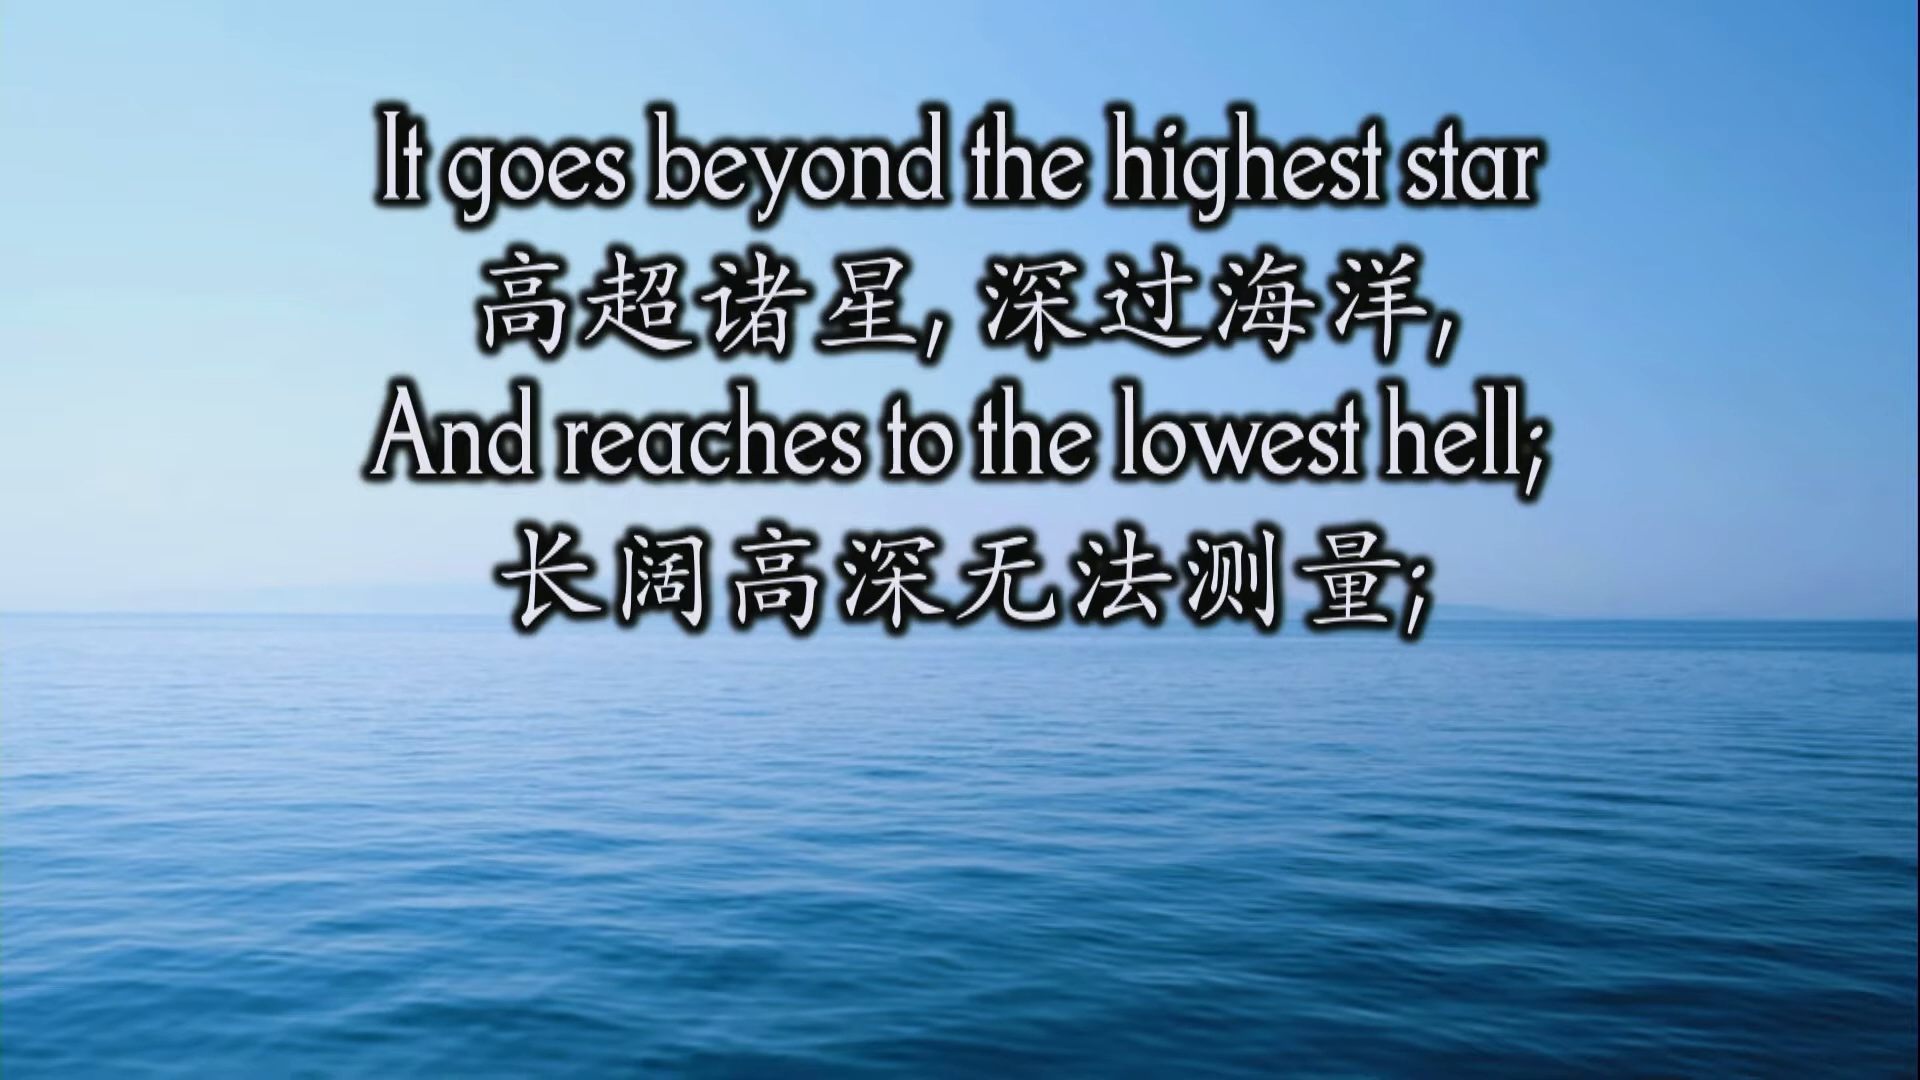 It goes beyond the highest star
高超诸星, 深过海洋,
And reaches to the lowest hell;
长阔高深无法测量;